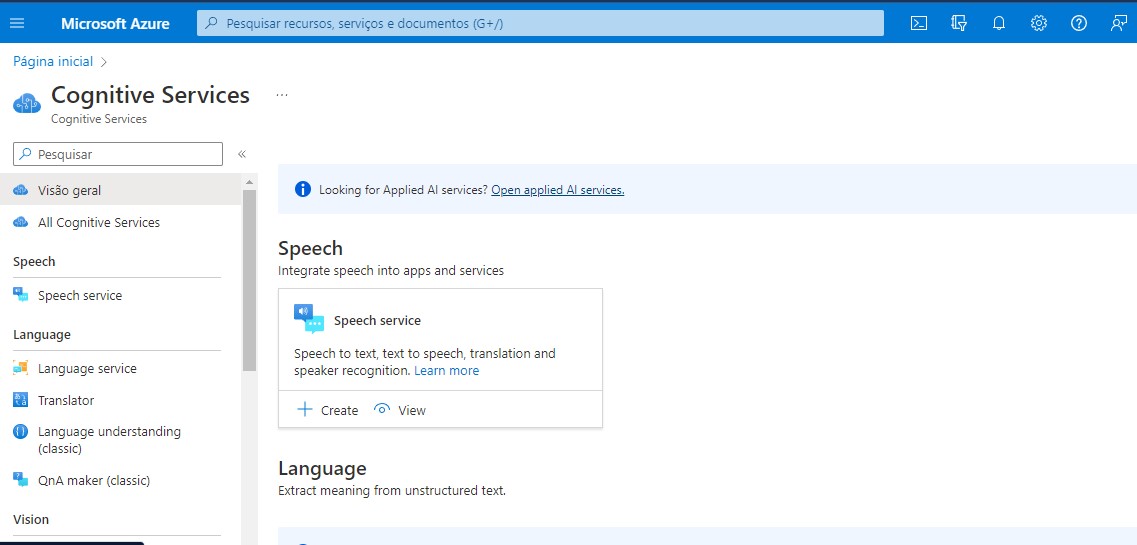 Microsoft Azure
Pesquisar recursos, serviços e documentos (G+/)
Página inicial
Cognitive Services
Cognitive Services
Pesquisar
Visão geral
All Cognitive Services
Speech
Speech service
Language
Language service
Translator
Language understanding
(classic)
QnA maker (classic)
Vision
Looking for Applied AI services? Open applied AI services.
Speech
Integrate speech into apps and services
Speech service
Speech to text, text to speech, translation and
speaker recognition. Learn more
Create View
Language
Extract meaning from unstructured text.